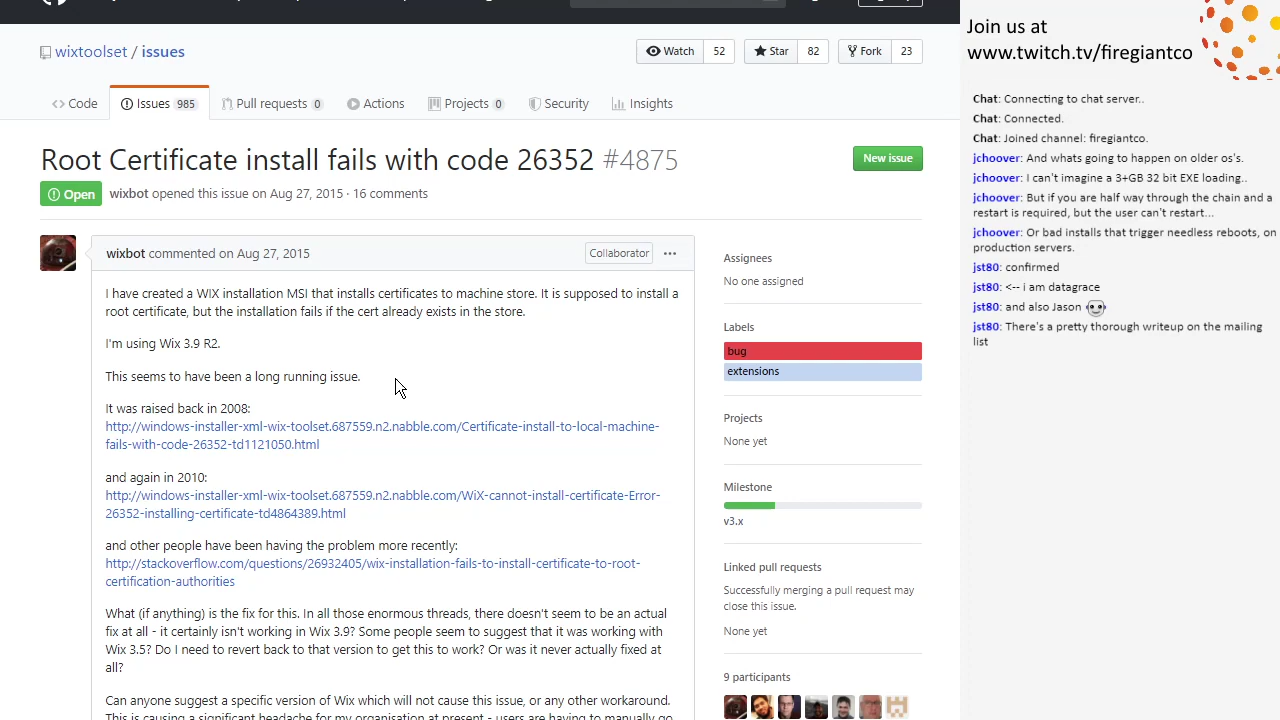 wixtoolset / issues
Watch 52
Star 82
Fork 23
Code
Issues 985
Pull requests 0
Actions
Projects 0
Security
Insights
Root Certificate install fails with code 26352 #4875
New issue
Open wixbot opened this issue on Aug 27, 2015 · 16 comments
wixbot commented on Aug 27, 2015
Collaborator
I have created a WIX installation MSI that installs certificates to machine store. It is supposed to install a
root certificate, but the installation fails if the cert already exists in the store.
I'm using Wix 3.9 R2.
This seems to have been a long running issue.
It was raised back in 2008:
http://windows-installer-xml-wix-toolset.687559.n2.nabble.com/Certificate-install-to-local-machine-
fails-with-code-26352-td1121050.html
and again in 2010:
http://windows-installer-xml-wix-toolset.687559.n2.nabble.com/WiX-cannot-install-certificate-Error-
26352-installing-certificate-td4864389.html
and other people have been having the problem more recently:
http://stackoverflow.com/questions/26932405/wix-installation-fails-to-install-certificate-to-root-
certification-authorities
What (if anything) is the fix for this. In all those enormous threads, there doesn't seem to be an actual
fix at all - it certainly isn't working in Wix 3.9? Some people seem to suggest that it was working with
Wix 3.5? Do I need to revert back to that version to get this to work? Or was it never actually fixed at
all?
Can anyone suggest a specific version of Wix which will not cause this issue, or any other workaround.
This is causing a significant headache for my organisation at present - users are having to manually go
Assignees
No one assigned
Labels
bug
extensions
Projects
None yet
Milestone
v3.x
Linked pull requests
Successfully merging a pull request may
close this issue.
None yet
9 participants
Join us at
www.twitch.tv/firegiantco
Chat: Connecting to chat server..
Chat: Connected.
Chat: Joined channel: firegiantco.
jchoover: And whats going to happen on older os's.
jchoover: I can't imagine a 3+GB 32 bit EXE loading..
jchoover: But if you are half way through the chain and a
restart is required, but the user can't restart...
jchoover: Or bad installs that trigger needless reboots, on
production servers.
jst80: confirmed
jst80: <-- i am datagrace
jst80: and also Jason
jst80: There's a pretty thorough writeup on the mailing
list